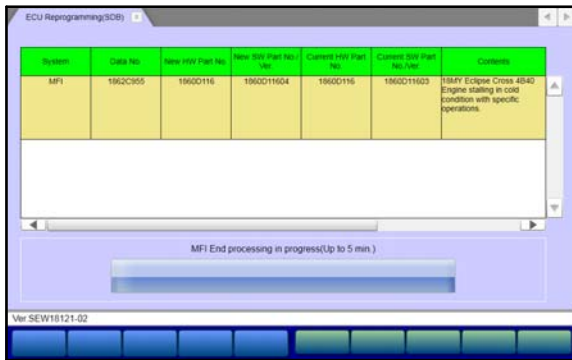 ECU Reprogramming(SDB)
System Data No. New HW Part No. New SW Part No./ Ver. Current HW Part No. Current SW Part No./Ver. Contents
MFI 1862C955 1860D116 1860D11604 1860D116 1860D11603 18MY Eclipse Cross 4B40
Engine stalling in cold
condition with specific
operations.
MFI End processing in progress(Up to 5 min.)
Ver.SEW18121-02